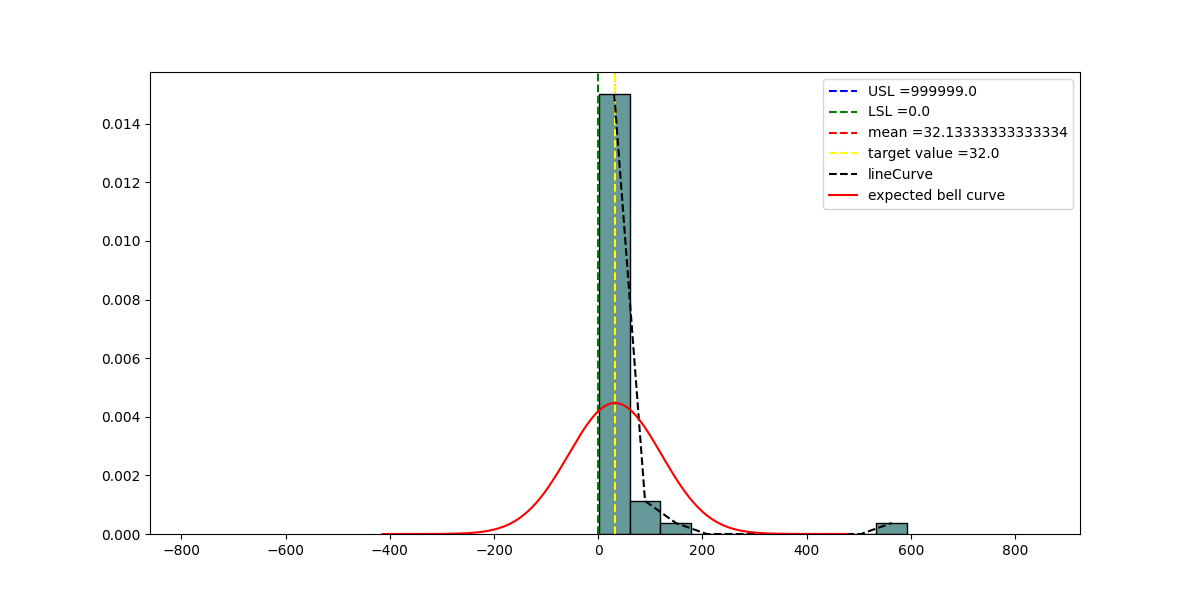 USL =999999.0
LSL =0.0
mean =32.13333333333334
target value =32.0
lineCurve
expected bell curve
0.014
0.012
0.010
0.008
0.006
0.004
0.002
0.000
−800 −600 −400 −200 0 200 400 600 800